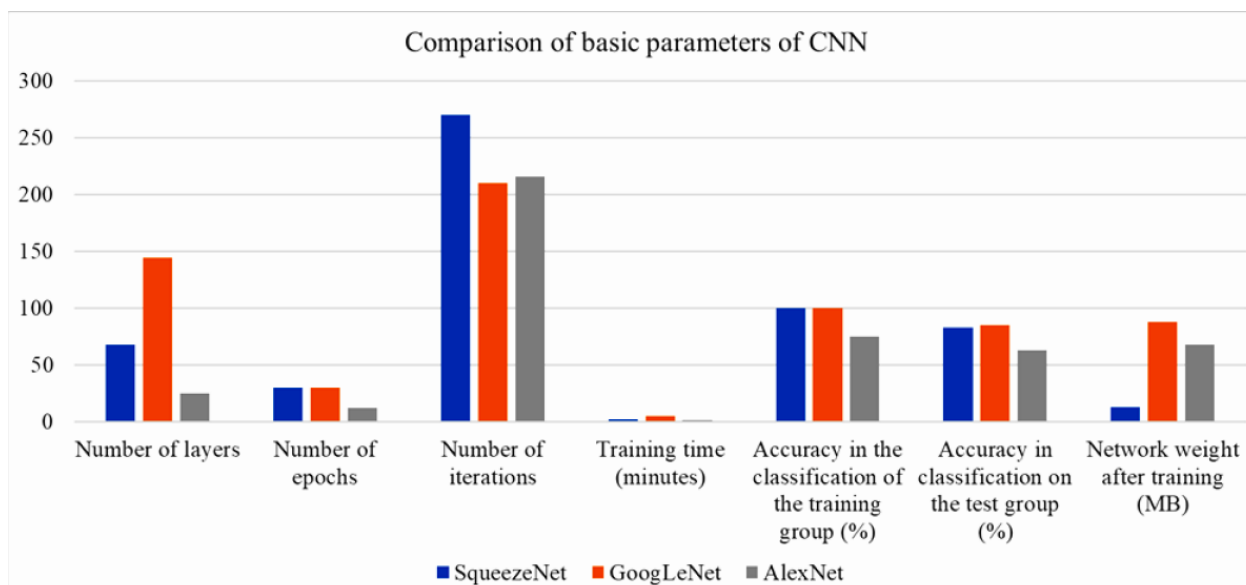 Comparison of basic parameters of CNN
300
250
200
150
100
50
0
Number of layers
Number of
epochs
Number of
iterations
Training time
(minutes)
Accuracy in the
classification of
the training
group (%)
Accuracy in
classification on
the test group
(%)
Network weight
after training
(MB)
SqueezeNet GoogLeNet AlexNet